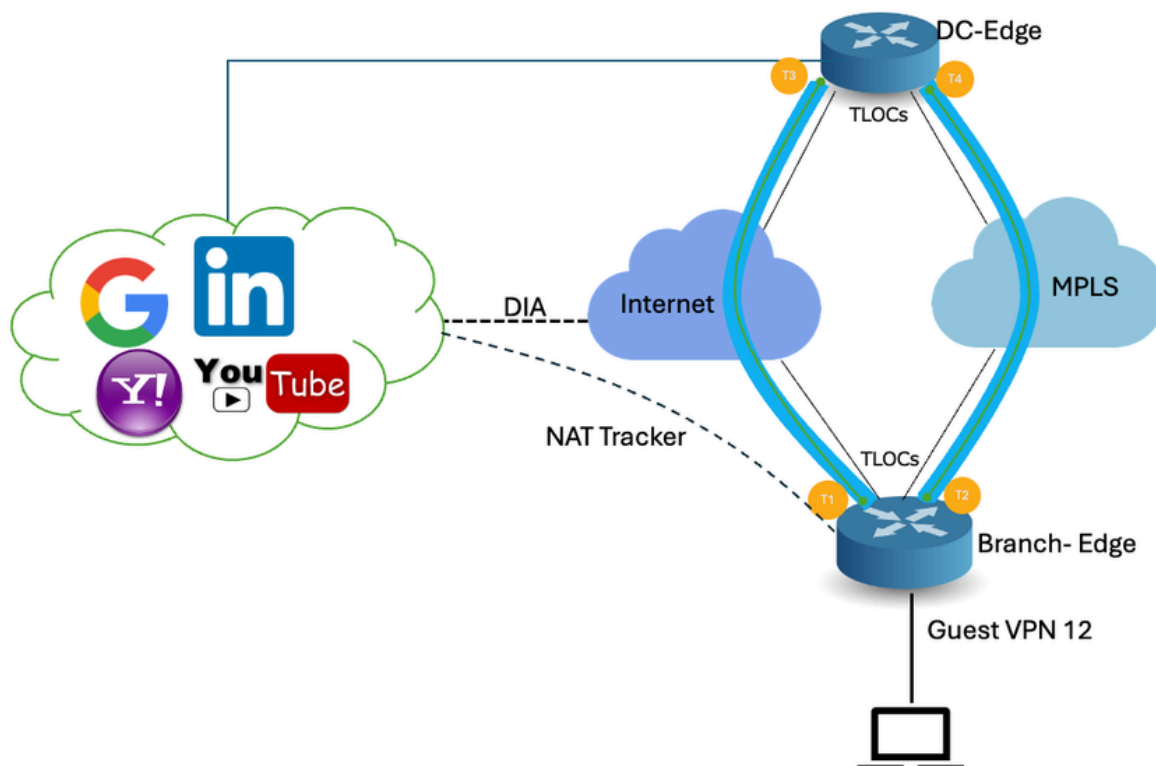 DC-Edge
T3
T4
TLOCs
G
in
Internet
MPLS
DIA
Y!
You
Tube
NAT Tracker
TLOCs
T1
T2
Branch- Edge
Guest VPN 12